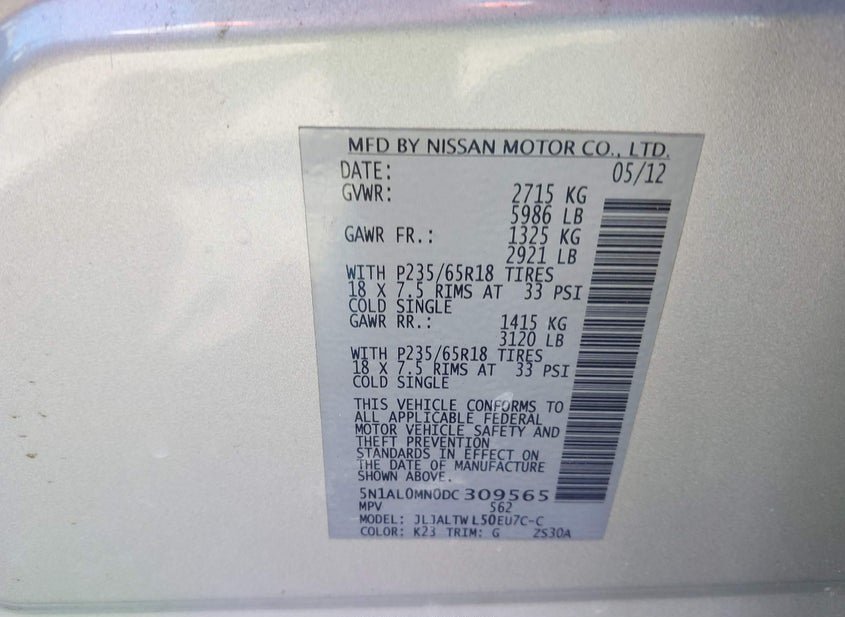 MFD BY NISSAN MOTOR CO., LTD.
DATE: 05/12
GVWR: 2715 KG
5986 LB
GAWR FR.: 1325 KG
2921 LB
WITH P235/65R18 TIRES
18 X 7.5 RIMS AT 33 PSI
COLD SINGLE
GAWR RR.: 1415 KG
3120 LB
WITH P235/65R18 TIRES
18 X 7.5 RIMS AT 33 PSI
COLD SINGLE
THIS VEHICLE CONFORMS TO
ALL APPLICABLE FEDERAL
MOTOR VEHICLE SAFETY AND
THEFT PREVENTION
STANDARDS IN EFFECT ON
THE DATE OF MANUFACTURE
SHOWN ABOVE.
5N1AL0MN0DC309565
MPV 562
MODEL: JLJALTWL50EU7C-C
COLOR: K23 TRIM: G ZS30A